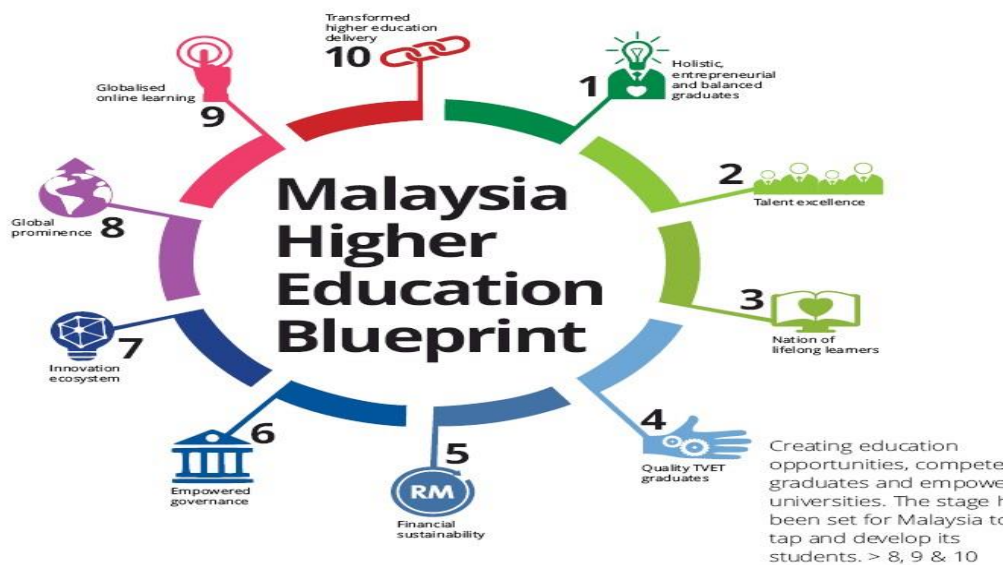 Malaysia
Higher
Education
Blueprint
1
Holistic,
entrepreneurial
and balanced
graduates
2
Talent excellence
3
Nation of
lifelong learners
4
Quality TVET
graduates
5
RM
Financial
sustainability
6
Empowered
governance
7
Innovation
ecosystem
8
Global
prominence
9
Globalised
online learning
10
Transformed
higher education
delivery
Creating education
opportunities,
graduates and
universities. The stage
been set for Malaysia
tap and develop its
students. > 8, 9 & 10